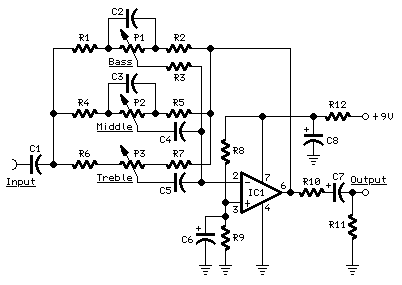 C2
R1 P1 R2
Bass R3
C3
R12 +9V
R4 P2 R5
+ C8
Middle C4
R8
C1 R6 P3 R7
Input Treble C5
2 - 7 6 R10 C7 Output
+
IC1
3 + 4
C6 + R9 R11